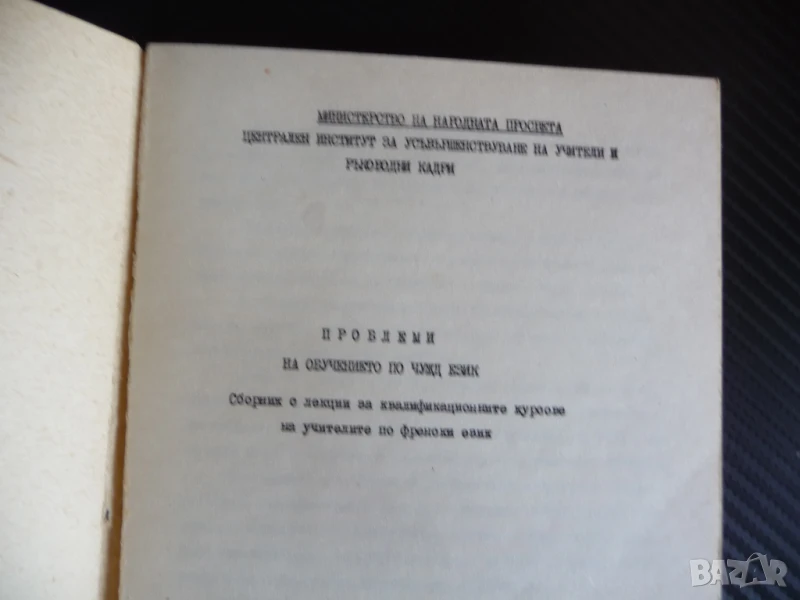 МИНИСТЕРСТВО НА НАРОДНАТА ПРОСВЕТА
ЦЕНТРАЛЕН ИНСТИТУТ ЗА УСЪВЪРШЕНСТВУВАНЕ НА УЧИТЕЛИ И
РЪКОВОДНИ КАДРИ
ПРОБЛЕМИ
НА ОБУЧЕНИЕТО ПО ЧУЖД ЕЗИК
Сборник с лекции за квалификационните курсове
на учителите по френски език
BAZAR